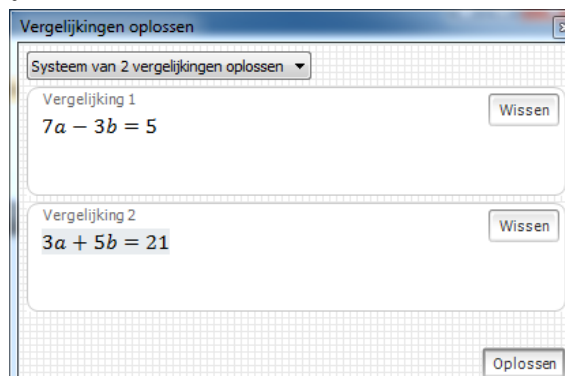 Vergelijkingen oplossen
Systeem van 2 vergelijkingen oplossen
Vergelijking 1
Wissen
7a − 3b = 5
Vergelijking 2
Wissen
3a + 5b = 21
Oplossen